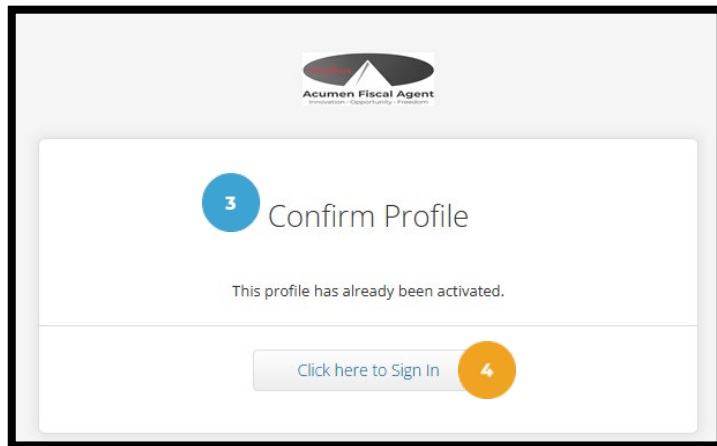 Acumen Fiscal Agent
Innovation - Opportunity - Freedom
3
Confirm Profile
This profile has already been activated.
Click here to Sign In
4